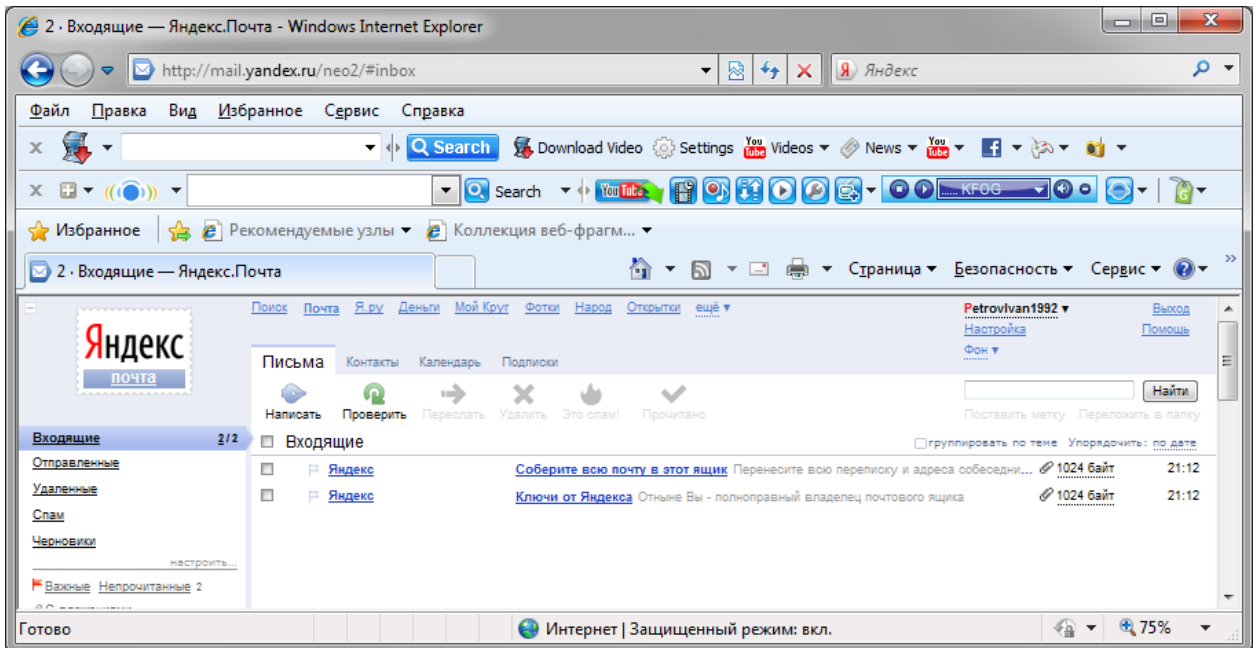 2 · Входящие — Яндекс.Почта - Windows Internet Explorer
http://mail.yandex.ru/neo2/#inbox
Я Яндекс
Файл Правка Вид Избранное Сервис Справка
x Search Download Video Settings You Tube Videos News You Tube f
x Search YouTube ..... KFOG
Избранное Рекомендуемые узлы Коллекция веб-фрагм...
2 · Входящие — Яндекс.Почта Страница Безопасность Сервис
Поиск Почта Я.ру Деньги Мой Круг Фотки Народ Открытки ещё PetrovIvan1992 Выход
Настройка Помощь
Фон
Яндекс
почта
Письма Контакты Календарь Подписки
Написать Проверить Переслать Удалить Это спам! Прочитано Найти
Поставить метку Переложить в папку
Входящие 2/2
Отправленные
Удаленные
Спам
Черновики
настроить...
Важные Непрочитанные 2
Входящие группировать по теме Упорядочить: по дате
Яндекс Соберите всю почту в этот ящик Перенесите всю переписку и адреса собеседни... 1024 байт 21:12
Яндекс Ключи от Яндекса Отныне Вы - полноправный владелец почтового ящика 1024 байт 21:12
Готово Интернет | Защищенный режим: вкл. 75%